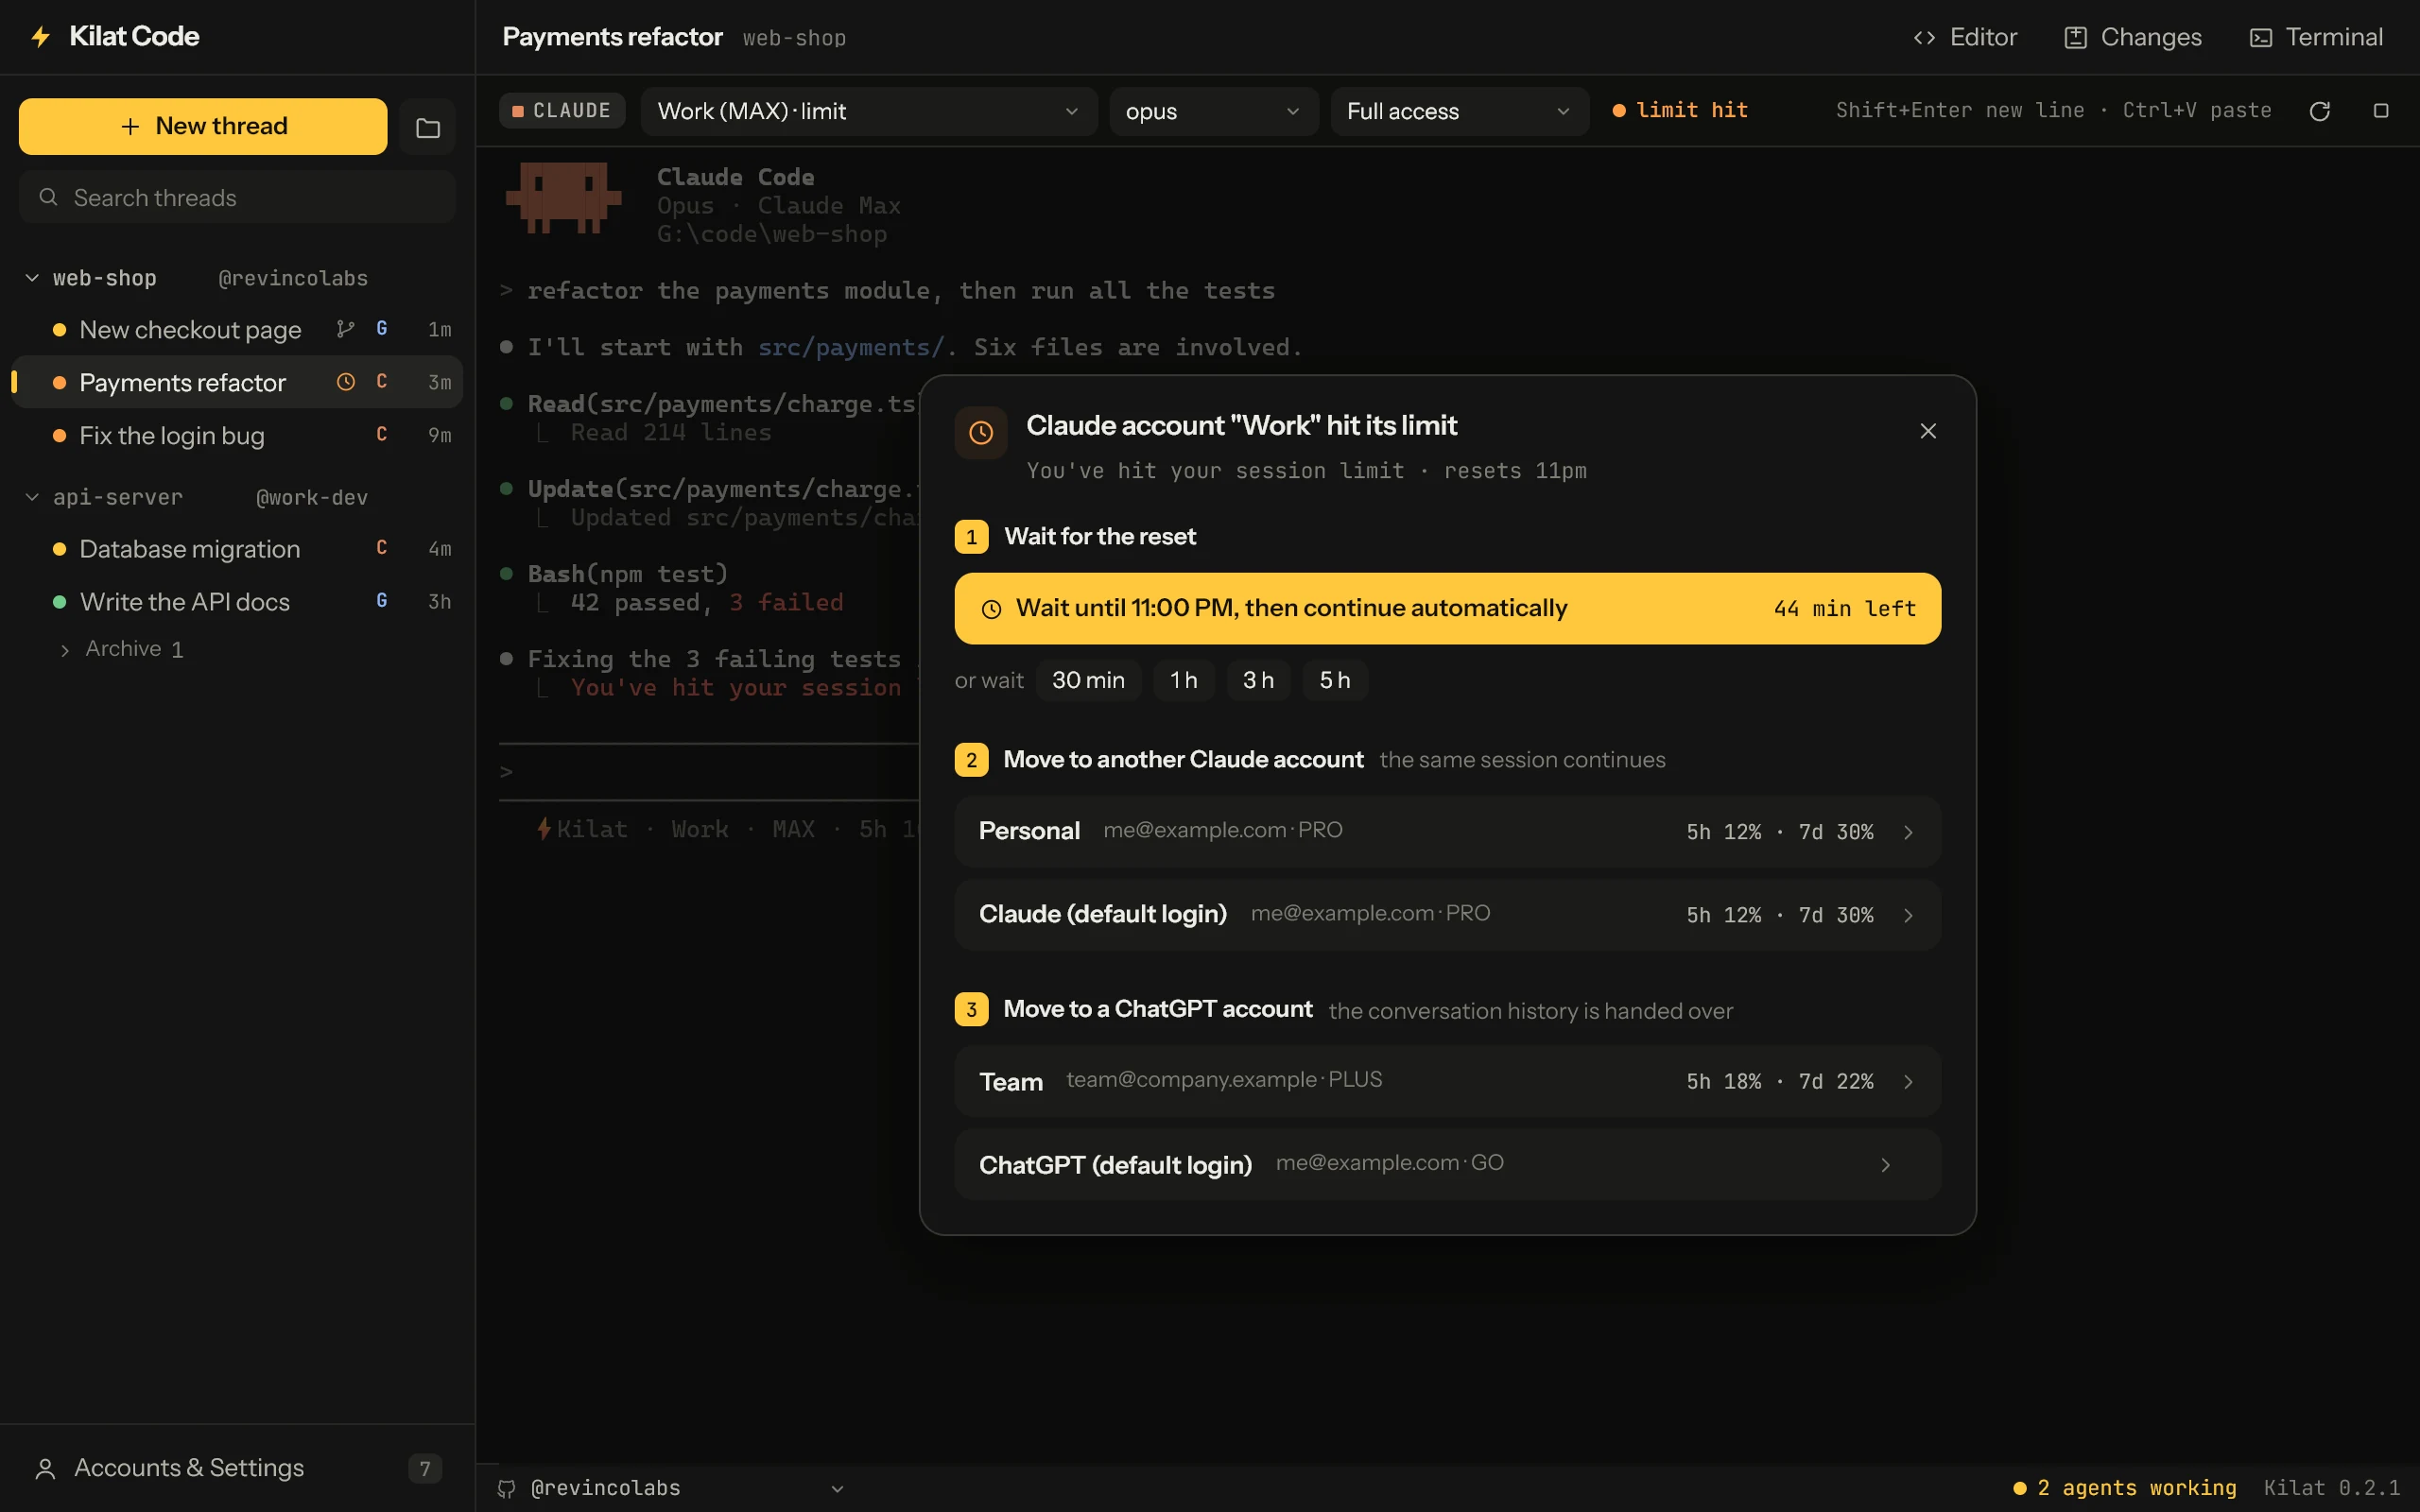 Kilat Code
Payments refactor web-shop
Editor Changes Terminal
New thread
Search threads
web-shop @revincolabs
New checkout page G 1m
Payments refactor C 3m
Fix the login bug C 9m
api-server @work-dev
Database migration C 4m
Write the API docs G 3h
Archive 1
Accounts & Settings 7
CLAUDE Work (MAX) · limit opus Full access limit hit Shift+Enter new line · Ctrl+V paste
Claude Code
Opus · Claude Max
G:\code\web-shop
> refactor the payments module, then run all the tests
I'll start with src/payments/. Six files are involved.
Read(src/payments/charge.ts
Read 214 lines
Update(src/payments/charge.
Updated src/payments/
Bash(npm test)
42 passed, 3 failed
Fixing the 3 failing tests
You've hit your session
>
Kilat · Work · MAX · 5h
Claude account "Work" hit its limit
You've hit your session limit · resets 11pm
1 Wait for the reset
Wait until 11:00 PM, then continue automatically 44 min left
or wait 30 min 1 h 3 h 5 h
2 Move to another Claude account the same session continues
Personal me@example.com · PRO 5h 12% · 7d 30%
Claude (default login) me@example.com · PRO 5h 12% · 7d 30%
3 Move to a ChatGPT account the conversation history is handed over
Team team@company.example · PLUS 5h 18% · 7d 22%
ChatGPT (default login) me@example.com · GO
@revincolabs
2 agents working Kilat 0.2.1